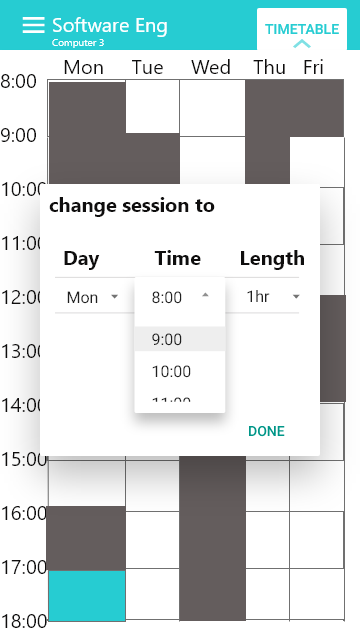 Software Eng
Computer 3
TIMETABLE
Mon Tue Wed Thu Fri
8:00
9:00
10:00
change session to
11:00
Day Time Length
12:00
Mon 8:00 1hr
13:00
9:00
10:00
11:00
14:00
DONE
15:00
16:00
17:00
18:00